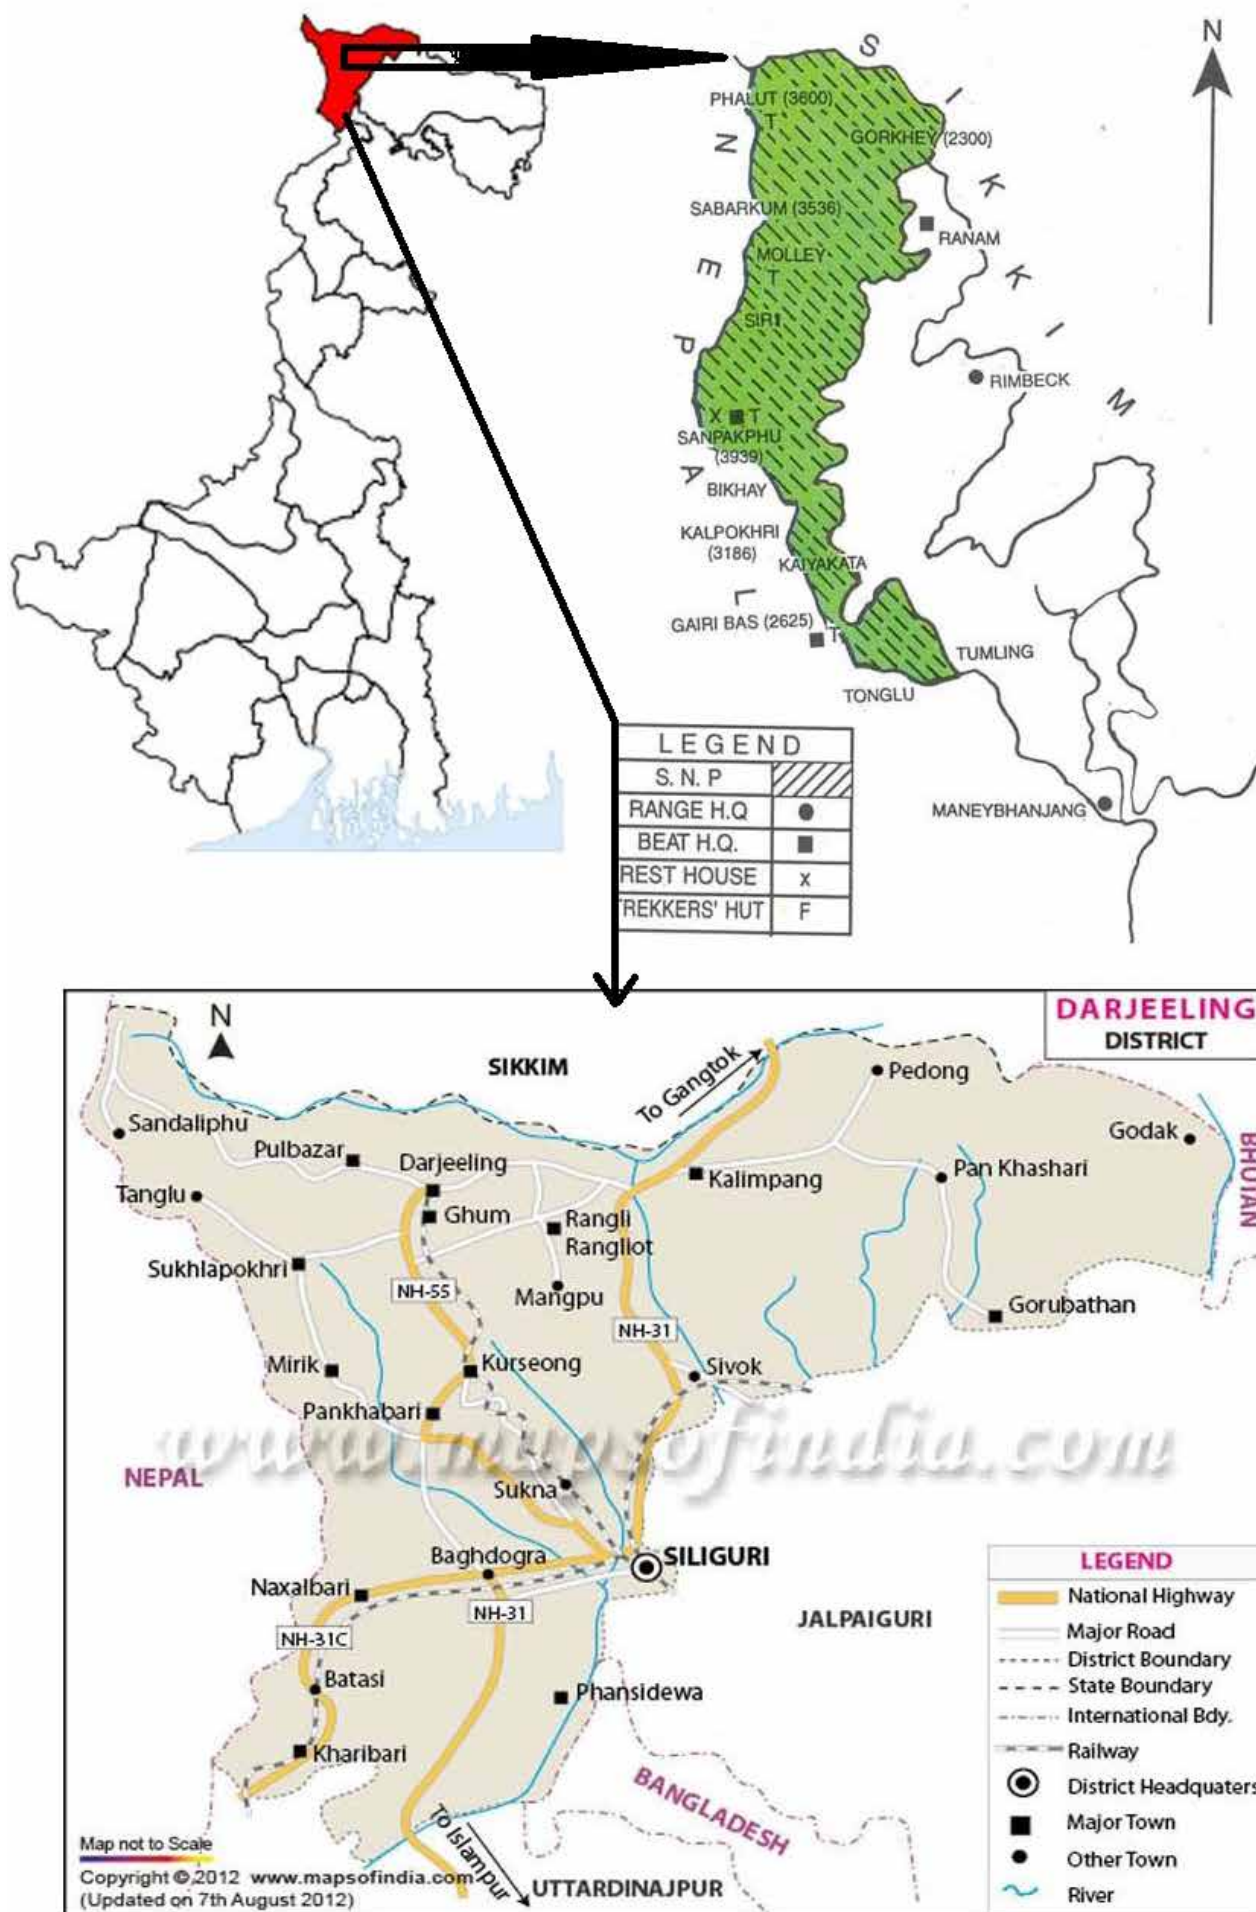 N
S
I
K
K
I
M
N
E
P
A
L
PHALUT (3600)
T
GORKHEY (2300)
SABARKUM (3536)
RANAM
MOLLEY
T
SIRI
RIMBECK
X T
SANPAKPHU
(3939)
BIKHAY
KALPOKHRI
(3186)
KAIYAKATA
GAIRI BAS (2625)
T
TUMLING
TONGLU
MANEYBHANJANG
LEGEND
S. N. P
RANGE H.Q
BEAT H.Q.
REST HOUSE x
TREKKERS' HUT F
DARJEELING
DISTRICT
N
SIKKIM
To Gangtok
Pedong
Sandaliphu
Godak
BHUTAN
Pulbazar
Darjeeling
Kalimpang
Pan Khashari
Tanglu
Ghum
Rangli
Rangliot
Sukhlapokhri
NH-55
Mangpu
Gorubathan
NH-31
Mirik
Kurseong
Sivok
Pankhabari
www.mapsofindia.com
NEPAL
Sukna
Baghdogra
SILIGURI
Naxalbari
NH-31
JALPAIGURI
NH-31C
Batasi
Phansidewa
Kharibari
BANGLADESH
To Islampur
UTTARDINAJPUR
LEGEND
National Highway
Major Road
District Boundary
State Boundary
International Bdy.
Railway
District Headquaters
Major Town
Other Town
River
Map not to Scale
Copyright © 2012 www.mapsofindia.com
(Updated on 7th August 2012)